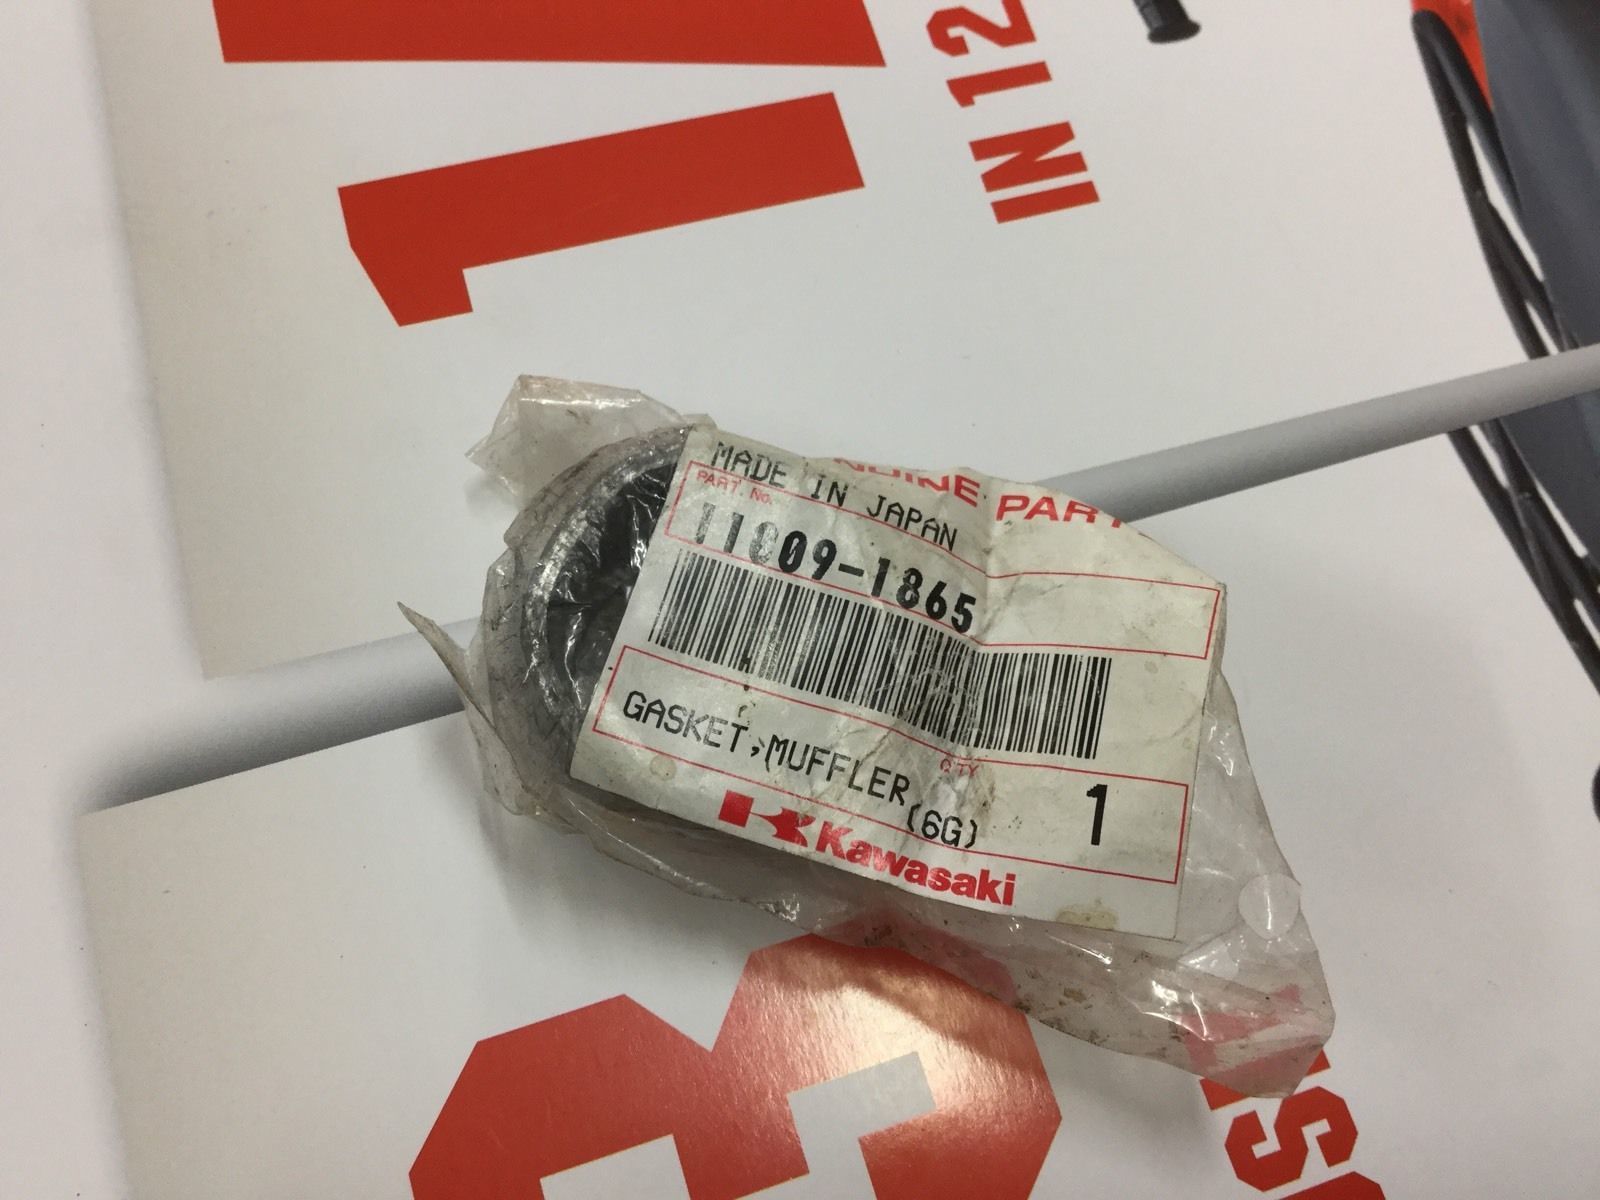 IN 12
MADE IN JAPAN
PART NO.
11009-1865
GASKET,MUFFLER
(6G)
QTY
1
Kawasaki